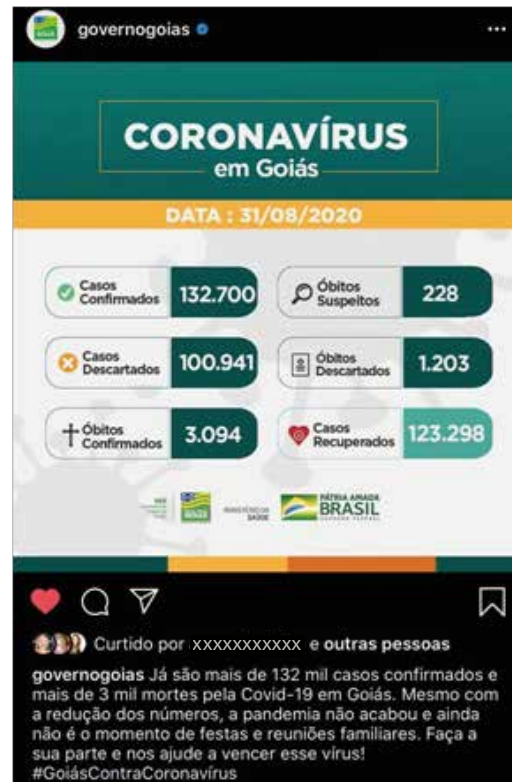 governogoias
CORONAVÍRUS
em Goiás
DATA : 31/08/2020
Casos
Confirmados
132.700
Óbitos
Suspeitos
228
Casos
Descartados
100.941
Óbitos
Descartados
1.203
Óbitos
Confirmados
3.094
Casos
Recuperados
123.298
MINISTÉRIO DA
SAÚDE
PÁTRIA AMADA
BRASIL
Curtido por xxxxxxxxxxx e outras pessoas
governogoias Já são mais de 132 mil casos confirmados e
mais de 3 mil mortes pela Covid-19 em Goiás. Mesmo com
a redução dos números, a pandemia não acabou e ainda
não é o momento de festas e reuniões familiares. Faça a
sua parte e nos ajude a vencer esse vírus!
#GoiásContraCoronavírus